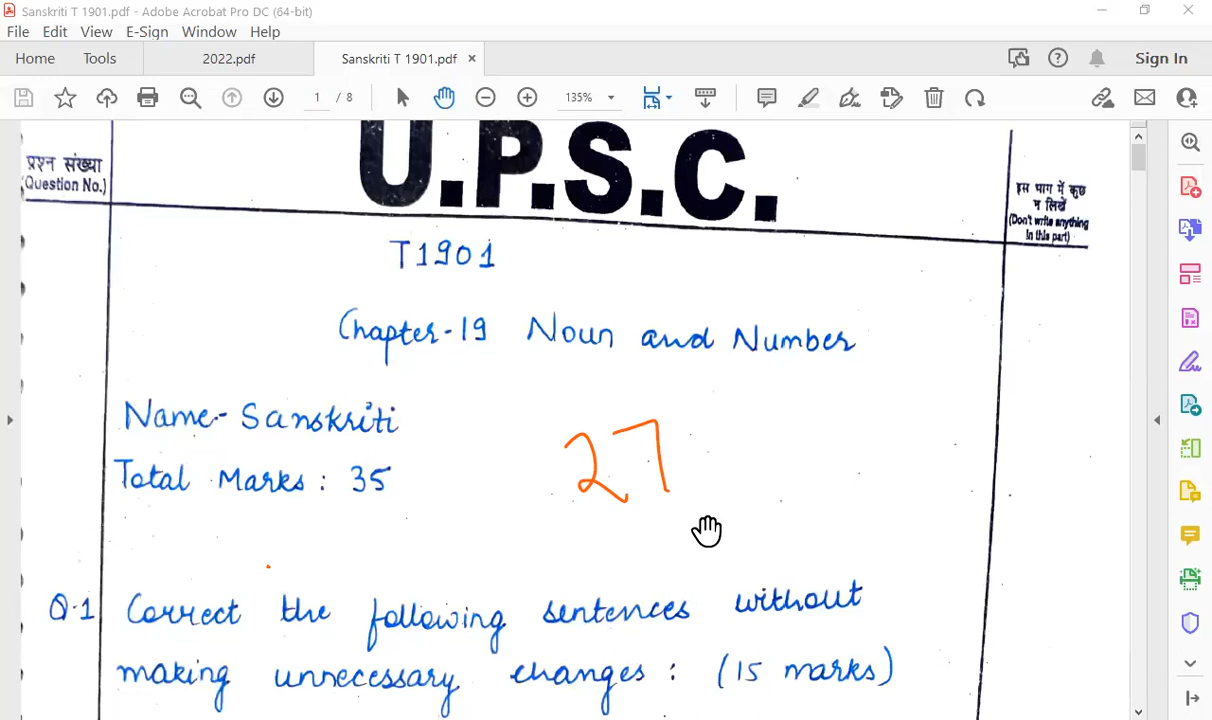 Sanskriti T 1901.pdf - Adobe Acrobat Pro DC (64-bit)
File Edit View E-Sign Window Help
Home Tools 2022.pdf Sanskriti T 1901.pdf ×
1 / 8 135% Sign In
U.P.S.C.
प्रश्न संख्या
(Question No.)
इस भाग में कुछ
न लिखें
(Don't write anything
in this part)
T1901
Chapter-19 Noun and Number
Name- Sanskriti
Total Marks: 35
27
Q.1 Correct the following sentences without
making unnecessary changes: (15 marks)